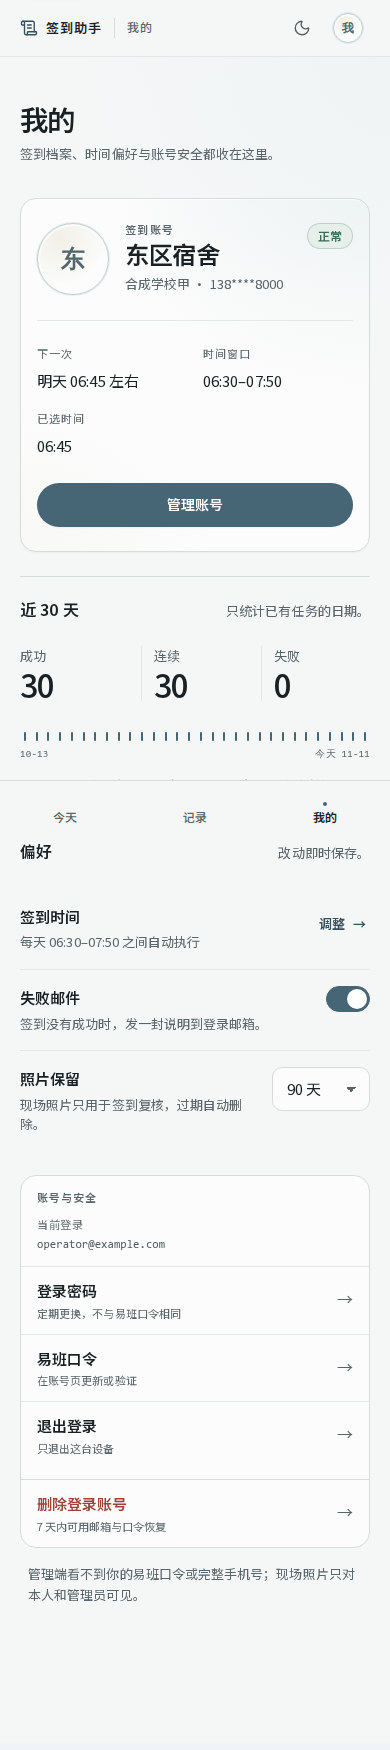 签到助手 我的 我
我的
签到档案、时间偏好与账号安全都收在这里。
东
签到账号
正常
东区宿舍
合成学校甲 • 138****8000
下一次 时间窗口
明天 06:45 左右 06:30–07:50
已选时间
06:45
管理账号
近 30 天 只统计已有任务的日期。
成功 连续 失败
30 30 0
10-13 今天 11-11
今天 记录 我的
偏好 改动即时保存。
签到时间
调整 →
每天 06:30–07:50 之间自动执行
失败邮件
签到没有成功时，发一封说明到登录邮箱。
照片保留
90 天
现场照片只用于签到复核，过期自动删
除。
账号与安全
当前登录
operator@example.com
登录密码
→
定期更换，不与易班口令相同
易班口令
→
在账号页更新或验证
退出登录
→
只退出这台设备
删除登录账号
→
7 天内可用邮箱与口令恢复
管理端看不到你的易班口令或完整手机号；现场照片只对
本人和管理员可见。